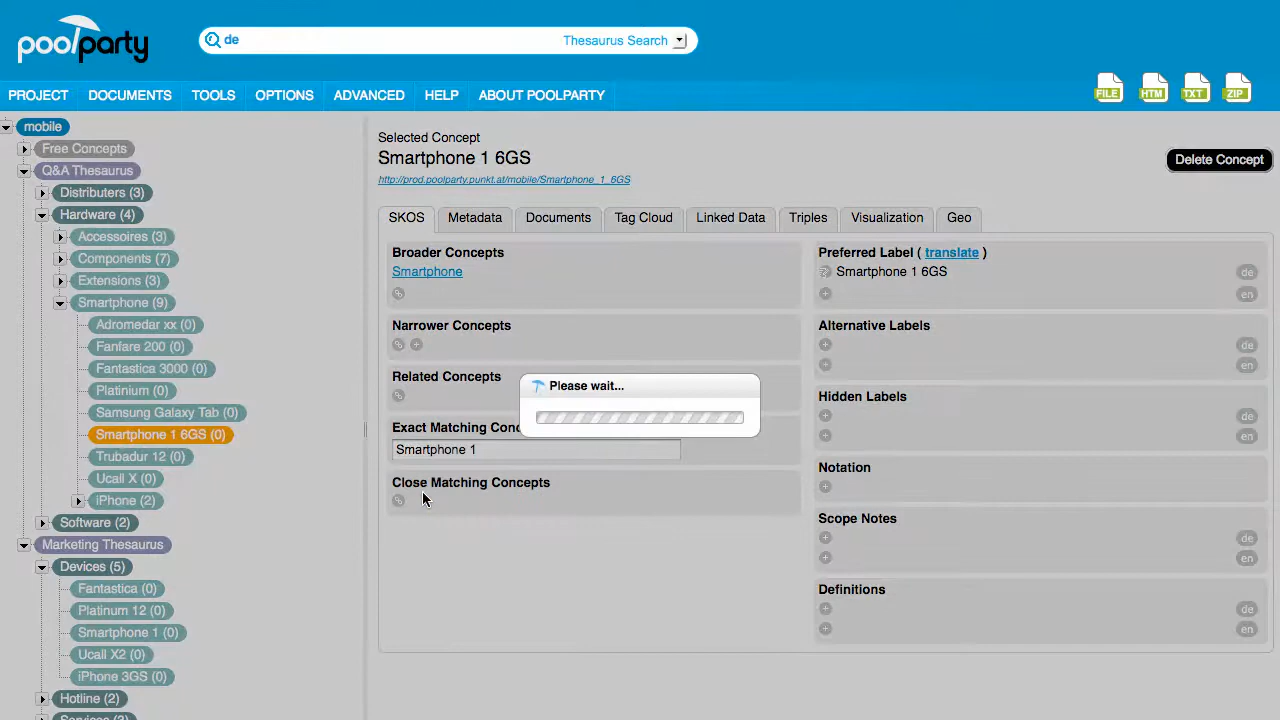 poolparty
de
Thesaurus Search
PROJECT DOCUMENTS TOOLS OPTIONS ADVANCED HELP ABOUT POOLPARTY
FILE HTM TXT ZIP
mobile
Free Concepts
Q&A Thesaurus
Distributers (3)
Hardware (4)
Accessoires (3)
Components (7)
Extensions (3)
Smartphone (9)
Adromedar xx (0)
Fanfare 200 (0)
Fantastica 3000 (0)
Platinium (0)
Samsung Galaxy Tab (0)
Smartphone 1 6GS (0)
Trubadur 12 (0)
Ucall X (0)
iPhone (2)
Software (2)
Marketing Thesaurus
Devices (5)
Fantastica (0)
Platinum 12 (0)
Smartphone 1 (0)
Ucall X2 (0)
iPhone 3GS (0)
Hotline (2)
Selected Concept
Smartphone 1 6GS
http://prod.poolparty.punkt.at/mobile/Smartphone_1_6GS
Delete Concept
SKOS Metadata Documents Tag Cloud Linked Data Triples Visualization Geo
Broader Concepts
Smartphone
Narrower Concepts
Related Concepts
Exact Matching Conc
Smartphone 1
Close Matching Concepts
Please wait...
Preferred Label ( translate )
Smartphone 1 6GS
de
en
Alternative Labels
de
en
Hidden Labels
de
en
Notation
Scope Notes
de
en
Definitions
de
en